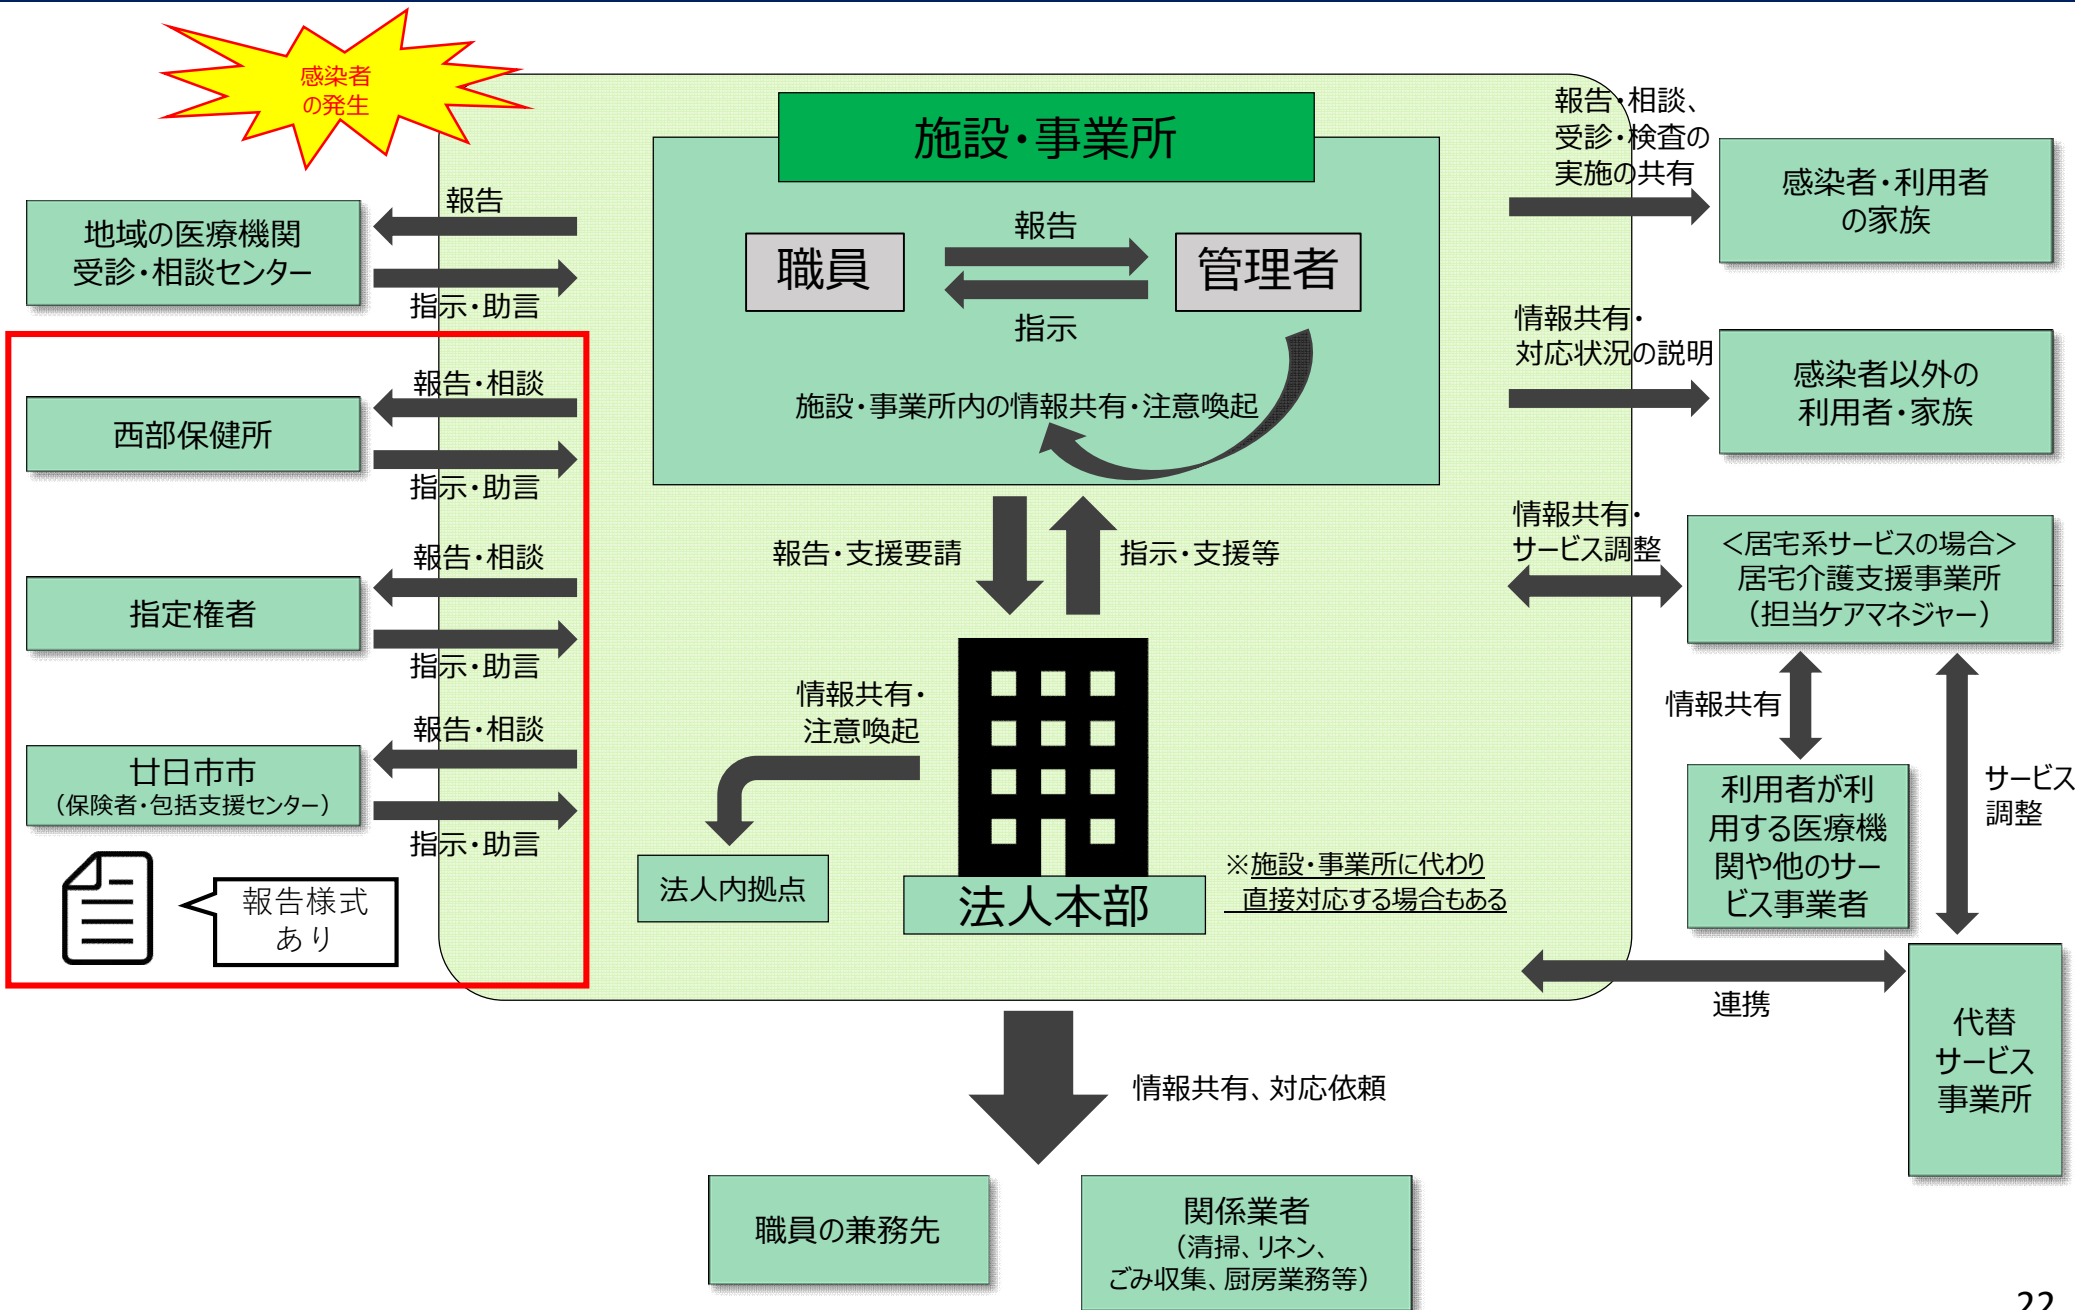 感染者
の発生
施設・事業所
職員
報告
指示
管理者
施設・事業所内の情報共有・注意喚起
地域の医療機関
受診・相談センター
報告
指示・助言
西部保健所
報告・相談
指示・助言
指定権者
報告・相談
指示・助言
廿日市市
（保険者・包括支援センター）
報告・相談
指示・助言
報告様式
あり
報告・支援要請
指示・支援等
情報共有・
注意喚起
法人内拠点
法人本部
※施設・事業所に代わり
直接対応する場合もある
報告・相談、
受診・検査の
実施の共有
感染者・利用者
の家族
情報共有・
対応状況の説明
感染者以外の
利用者・家族
情報共有・
サービス調整
＜居宅系サービスの場合＞
居宅介護支援事業所
（担当ケアマネジャー）
情報共有
利用者が利
用する医療機
関や他のサー
ビス事業者
サービス
調整
連携
代替
サービス
事業所
情報共有、対応依頼
職員の兼務先
関係業者
（清掃、リネン、
ごみ収集、厨房業務等）
22